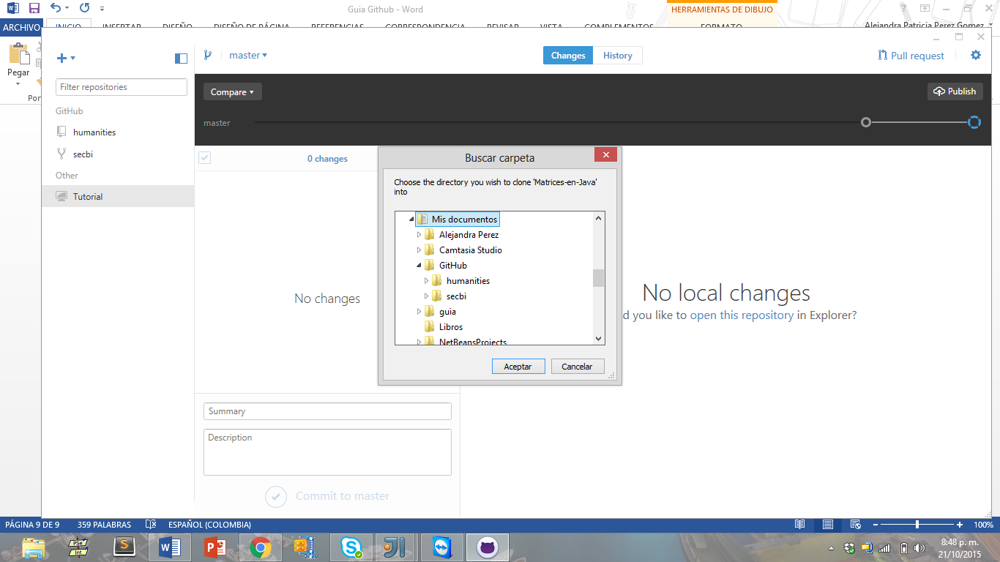 Guia Github - Word
HERRAMIENTAS DE DIBUJO
ARCHIVO INICIO INSERTAR DISEÑO DISEÑO DE PÁGINA REFERENCIAS CORRESPONDENCIA REVISAR VISTA COMPLEMENTOS FORMATO Alejandra Patricia Perez Gomez
Pegar
Por
master
Changes
History
Pull request
Filter repositories
GitHub
humanities
secbi
Other
Tutorial
Compare
Publish
master
0 changes
No changes
Summary
Description
Commit to master
Buscar carpeta
Choose the directory you wish to clone 'Matrices-en-Java'
into
Mis documentos
Alejandra Perez
Camtasia Studio
GitHub
humanities
secbi
guia
Libros
NetBeansProjects
Aceptar
Cancelar
No local changes
d you like to open this repository in Explorer?
PÁGINA 9 DE 9 359 PALABRAS ESPAÑOL (COLOMBIA) 100%
PSe
Int
8:48 p. m.
21/10/2015